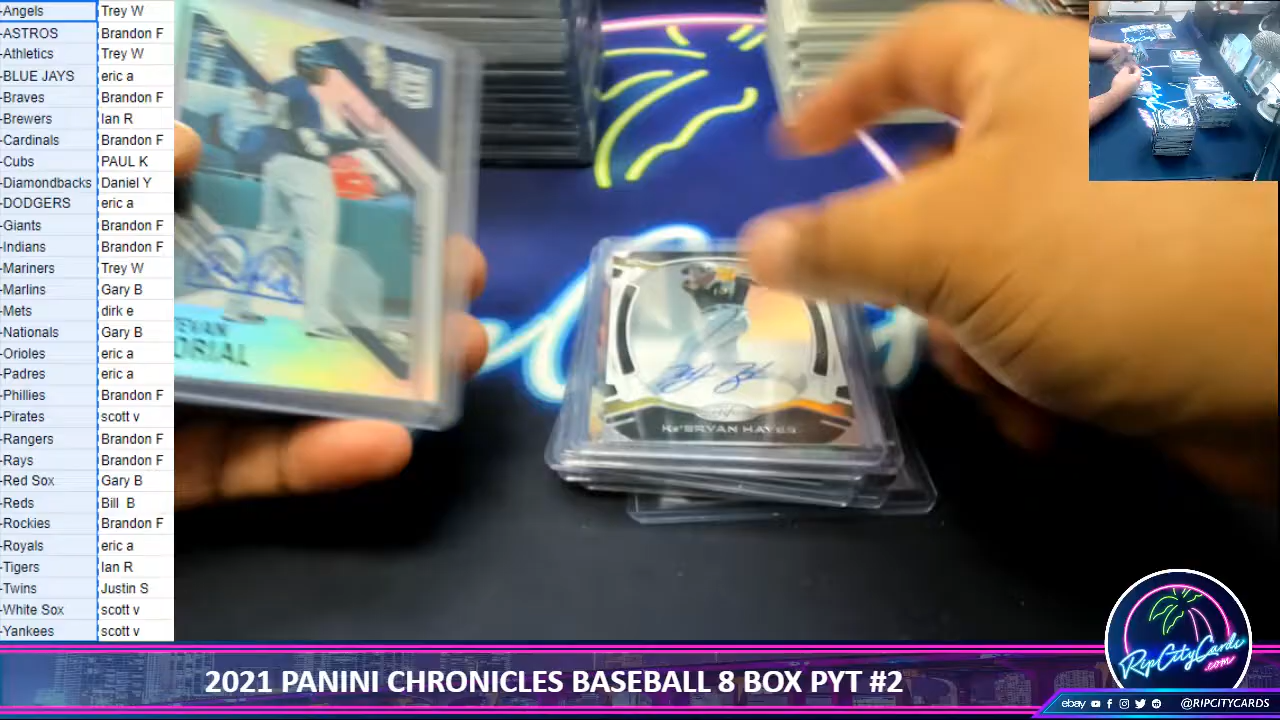 -Angels Trey W
-ASTROS Brandon F
-Athletics Trey W
-BLUE JAYS eric a
-Braves Brandon F
-Brewers Ian R
-Cardinals Brandon F
-Cubs PAUL K
-Diamondbacks Daniel Y
-DODGERS eric a
-Giants Brandon F
-Indians Brandon F
-Mariners Trey W
-Marlins Gary B
-Mets dirk e
-Nationals Gary B
-Orioles eric a
-Padres eric a
-Phillies Brandon F
-Pirates scott v
-Rangers Brandon F
-Rays Brandon F
-Red Sox Gary B
-Reds Bill B
-Rockies Brandon F
-Royals eric a
-Tigers Ian R
-Twins Justin S
-White Sox scott v
-Yankees scott v
EVAN
ORIAL
KE'BRYAN HAYES
RipCityCards
.com
2021 PANINI CHRONICLES BASEBALL 8 BOX PYT #2
ebay @RIPCITYCARDS